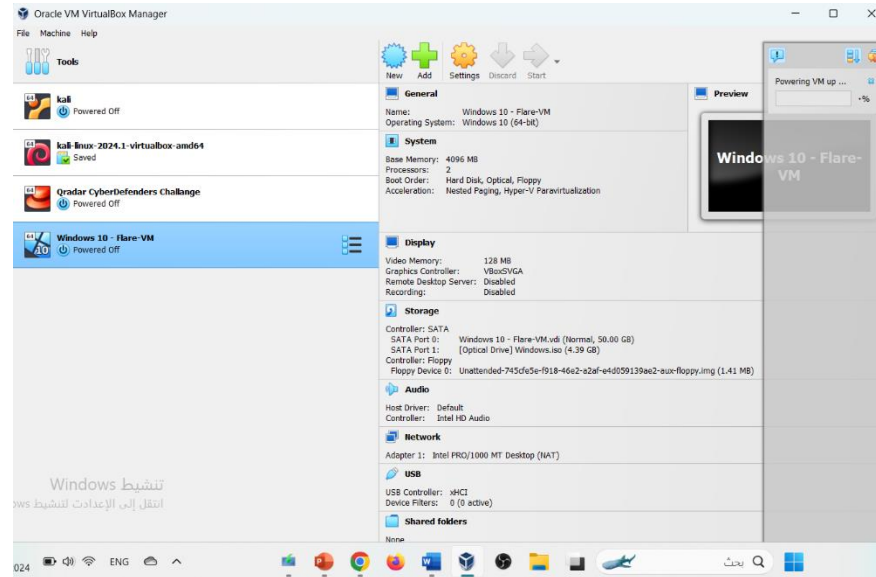 Oracle VM VirtualBox Manager
File Machine Help
Tools
64
kali
Powered Off
64
kali-linux-2024.1-virtualbox-amd64
Saved
64
Qradar CyberDefenders Challange
Powered Off
64
10
Windows 10 - Flare-VM
Powered Off
New Add Settings Discard Start
General
Name: Windows 10 - Flare-VM
Operating System: Windows 10 (64-bit)
System
Base Memory: 4096 MB
Processors: 2
Boot Order: Hard Disk, Optical, Floppy
Acceleration: Nested Paging, Hyper-V Paravirtualization
Display
Video Memory: 128 MB
Graphics Controller: VBoxSVGA
Remote Desktop Server: Disabled
Recording: Disabled
Storage
Controller: SATA
SATA Port 0: Windows 10 - Flare-VM.vdi (Normal, 50.00 GB)
SATA Port 1: [Optical Drive] Windows.iso (4.39 GB)
Controller: Floppy
Floppy Device 0: Unattended-745cfe5e-f918-46e2-a2af-e4d059139ae2-aux-floppy.img (1.41 MB)
Audio
Host Driver: Default
Controller: Intel HD Audio
Network
Adapter 1: Intel PRO/1000 MT Desktop (NAT)
USB
USB Controller: xHCI
Device Filters: 0 (0 active)
Shared folders
None
Preview
Windows 10 - Flare-
VM
Powering VM up ...
-%
تنشيط Windows
انتقل إلى الإعدادات لتنشيط ows
024 ENG
بحث